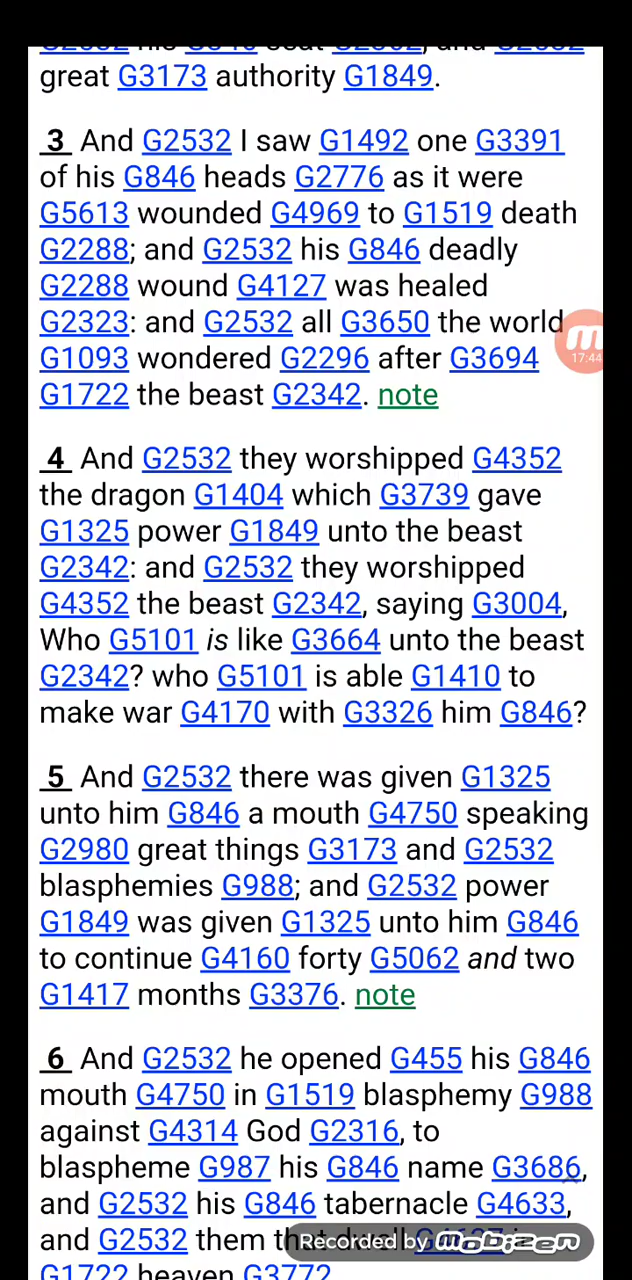 great G3173 authority G1849.
3 And G2532 I saw G1492 one G3391
of his G846 heads G2776 as it were
G5613 wounded G4969 to G1519 death
G2288; and G2532 his G846 deadly
G2288 wound G4127 was healed
G2323: and G2532 all G3650 the world
G1093 wondered G2296 after G3694
G1722 the beast G2342. note
17:44
4 And G2532 they worshipped G4352
the dragon G1404 which G3739 gave
G1325 power G1849 unto the beast
G2342: and G2532 they worshipped
G4352 the beast G2342, saying G3004,
Who G5101 is like G3664 unto the beast
G2342? who G5101 is able G1410 to
make war G4170 with G3326 him G846?
5 And G2532 there was given G1325
unto him G846 a mouth G4750 speaking
G2980 great things G3173 and G2532
blasphemies G988; and G2532 power
G1849 was given G1325 unto him G846
to continue G4160 forty G5062 and two
G1417 months G3376. note
6 And G2532 he opened G455 his G846
mouth G4750 in G1519 blasphemy G988
against G4314 God G2316, to
blaspheme G987 his G846 name G3686,
and G2532 his G846 tabernacle G4633,
and G2532 them
Recorded by Mobizen
G1722 heaven G3772